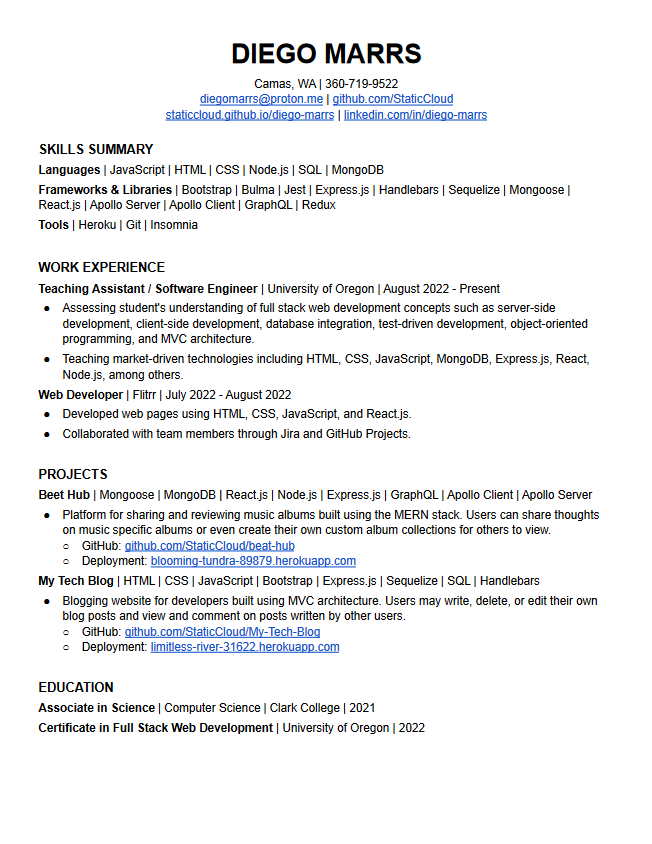 DIEGO MARRS
Camas, WA | 360-719-9522
diegomarrs@proton.me | github.com/StaticCloud
staticcloud.github.io/diego-marrs | linkedin.com/in/diego-marrs
SKILLS SUMMARY
Languages | JavaScript | HTML | CSS | Node.js | SQL | MongoDB
Frameworks & Libraries | Bootstrap | Bulma | Jest | Express.js | Handlebars | Sequelize | Mongoose |
React.js | Apollo Server | Apollo Client | GraphQL | Redux
Tools | Heroku | Git | Insomnia
WORK EXPERIENCE
Teaching Assistant / Software Engineer | University of Oregon | August 2022 - Present
● Assessing student's understanding of full stack web development concepts such as server-side
development, client-side development, database integration, test-driven development, object-oriented
programming, and MVC architecture.
● Teaching market-driven technologies including HTML, CSS, JavaScript, MongoDB, Express.js, React,
Node.js, among others.
Web Developer | Flitrr | July 2022 - August 2022
● Developed web pages using HTML, CSS, JavaScript, and React.js.
● Collaborated with team members through Jira and GitHub Projects.
PROJECTS
Beet Hub | Mongoose | MongoDB | React.js | Node.js | Express.js | GraphQL | Apollo Client | Apollo Server
● Platform for sharing and reviewing music albums built using the MERN stack. Users can share thoughts
on music specific albums or even create their own custom album collections for others to view.
○ GitHub: github.com/StaticCloud/beat-hub
○ Deployment: blooming-tundra-89879.herokuapp.com
My Tech Blog | HTML | CSS | JavaScript | Bootstrap | Express.js | Sequelize | SQL | Handlebars
● Blogging website for developers built using MVC architecture. Users may write, delete, or edit their own
blog posts and view and comment on posts written by other users.
○ GitHub: github.com/StaticCloud/My-Tech-Blog
○ Deployment: limitless-river-31622.herokuapp.com
EDUCATION
Associate in Science | Computer Science | Clark College | 2021
Certificate in Full Stack Web Development | University of Oregon | 2022